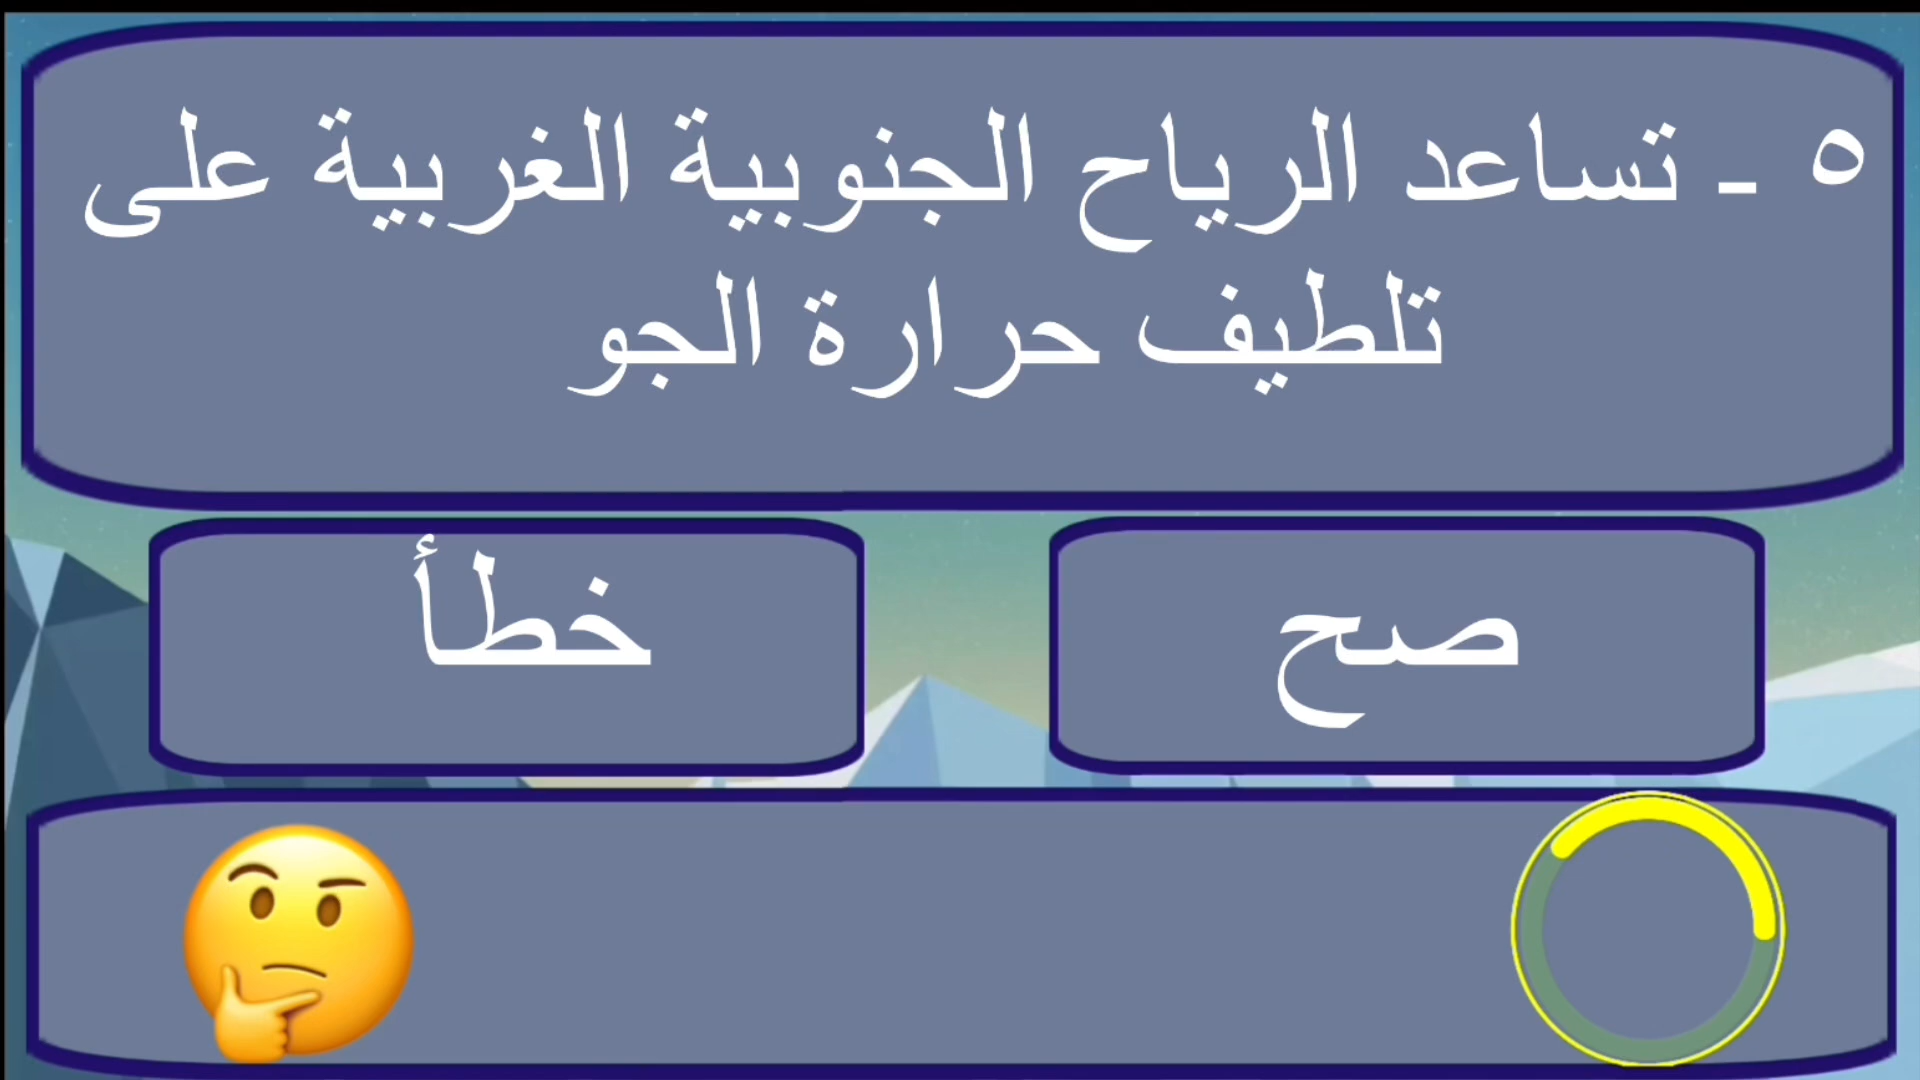 ٥ - تساعد الرياح الجنوبية الغربية على
تلطيف حرارة الجو
صح
خطأ